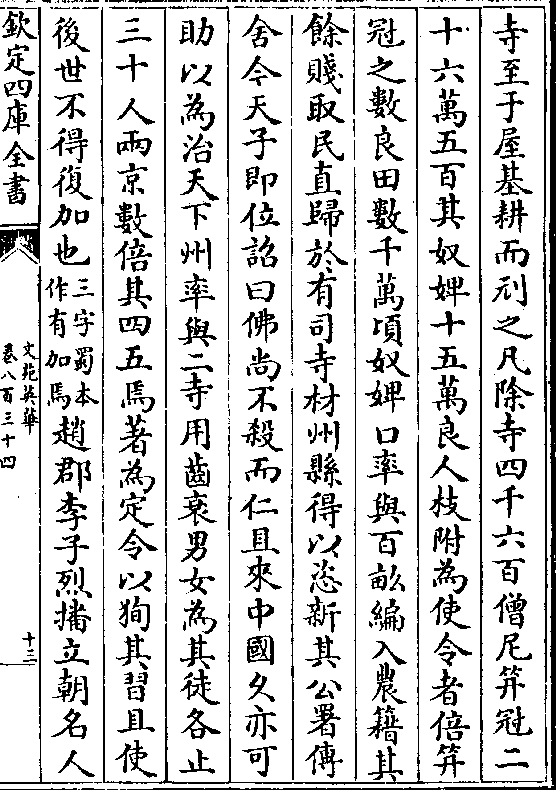 寺至于屋基耕而刓之凡除寺四千六百僧尼笄冠二
十六萬五百其奴婢十五萬良人枝附為使令者倍笄
冠之數良田數千萬頃奴婢口率與百畝編入農籍其
餘賤取民直歸於有司寺材州縣得以恣新其公署傳
舍今天子即位詔曰佛尚不殺而仁且來中國久亦可
助以為治天下州率與二寺用齒衰男女為其徒各止
三十人兩京數倍其四五焉著為定令以狥其習且使
後世不得復加也三字蜀本作有加焉趙郡李子烈播立朝名人
欽定四庫全書
文苑英華
卷八百三十四
十三